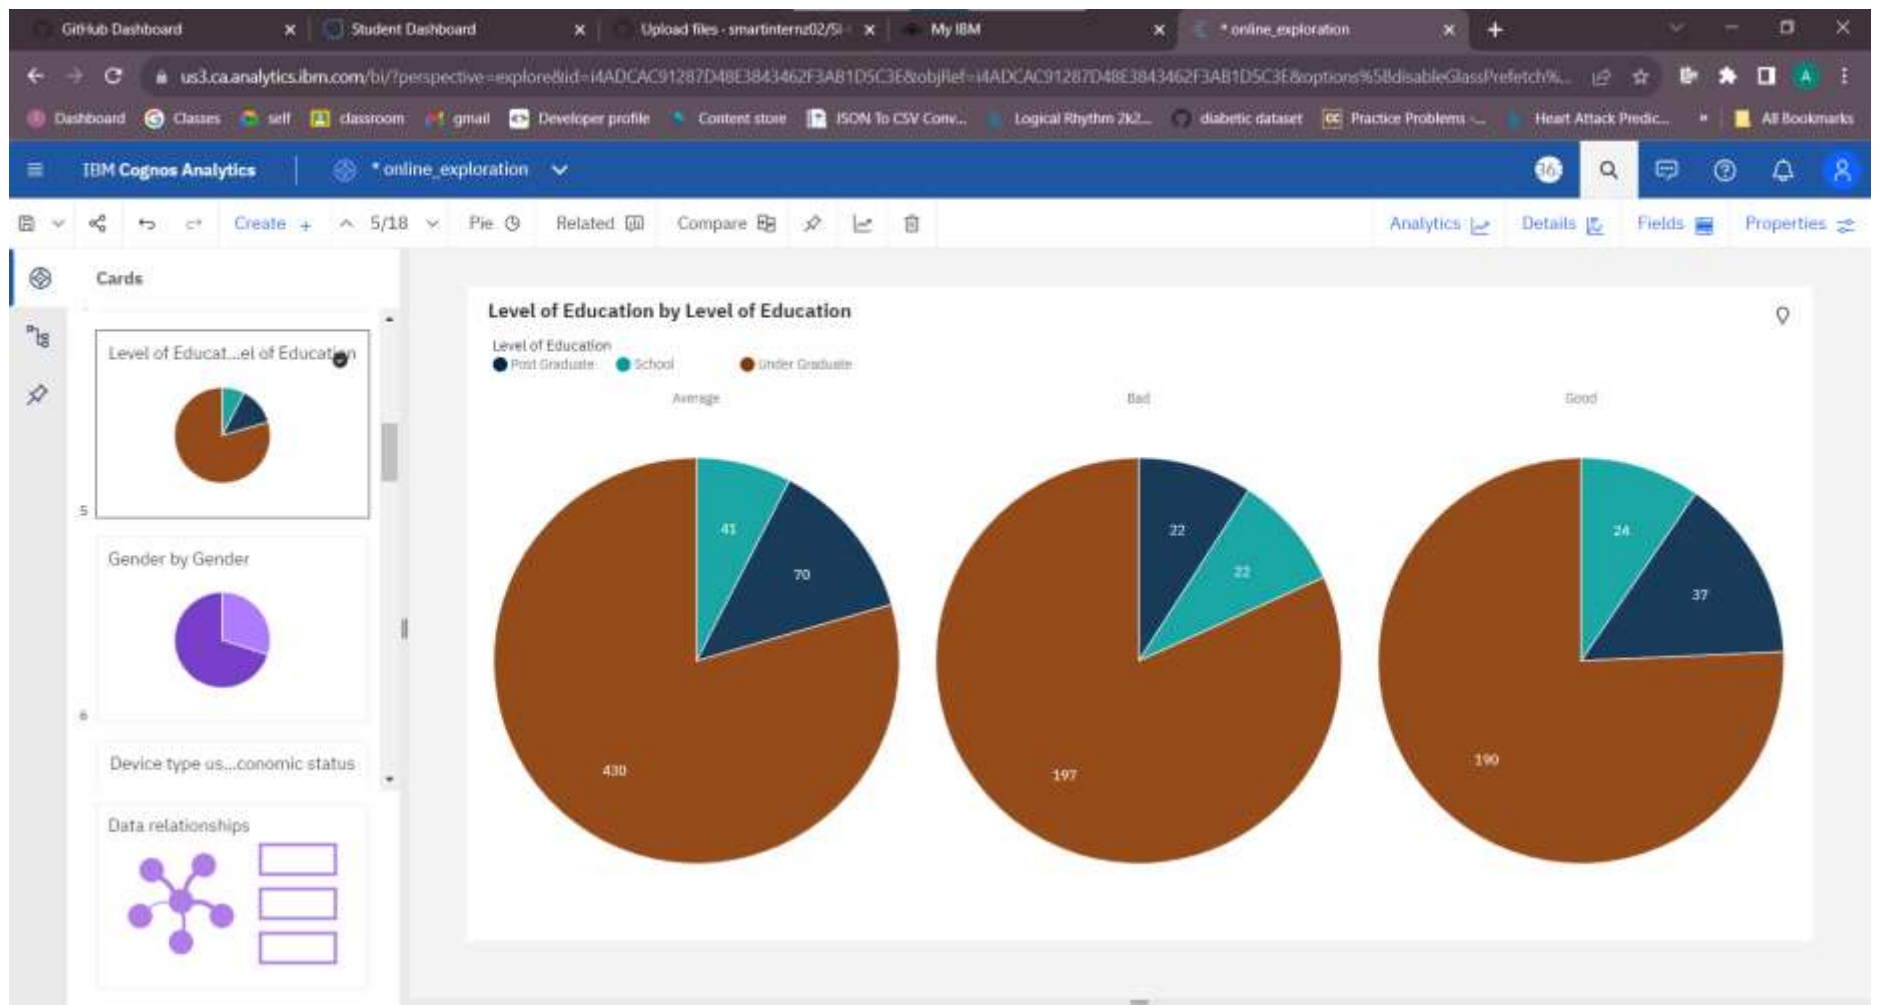 GitHub Dashboard
Student Dashboard
Upload files - smartinternz02/SI
My IBM
* online_exploration
us3.ca.analytics.ibm.com/bi/?perspective=explore&id=i4ADCAC91287D48E3843462F3AB1D5C3E&objRef=i4ADCAC91287D48E3843462F3AB1D5C3E&options%5BdisableGlassPrefetch%...
A
Dashboard
Classes
self
classroom
gmail
Developer profile
Content store
JSON To CSV Conv...
Logical Rhythm 2k2...
diabetic dataset
Practice Problems -...
Heart Attack Predic...
All Bookmarks
IBM Cognos Analytics
* online_exploration
Create +
5/18
Pie
Related
Compare
Analytics
Details
Fields
Properties
Cards
Level of Educat...el of Education
5
Gender by Gender
6
Device type us...conomic status
Data relationships
Level of Education by Level of Education
Level of Education
Post Graduate
School
Under Graduate
Average
Bad
Good
41
70
430
22
22
197
24
37
190